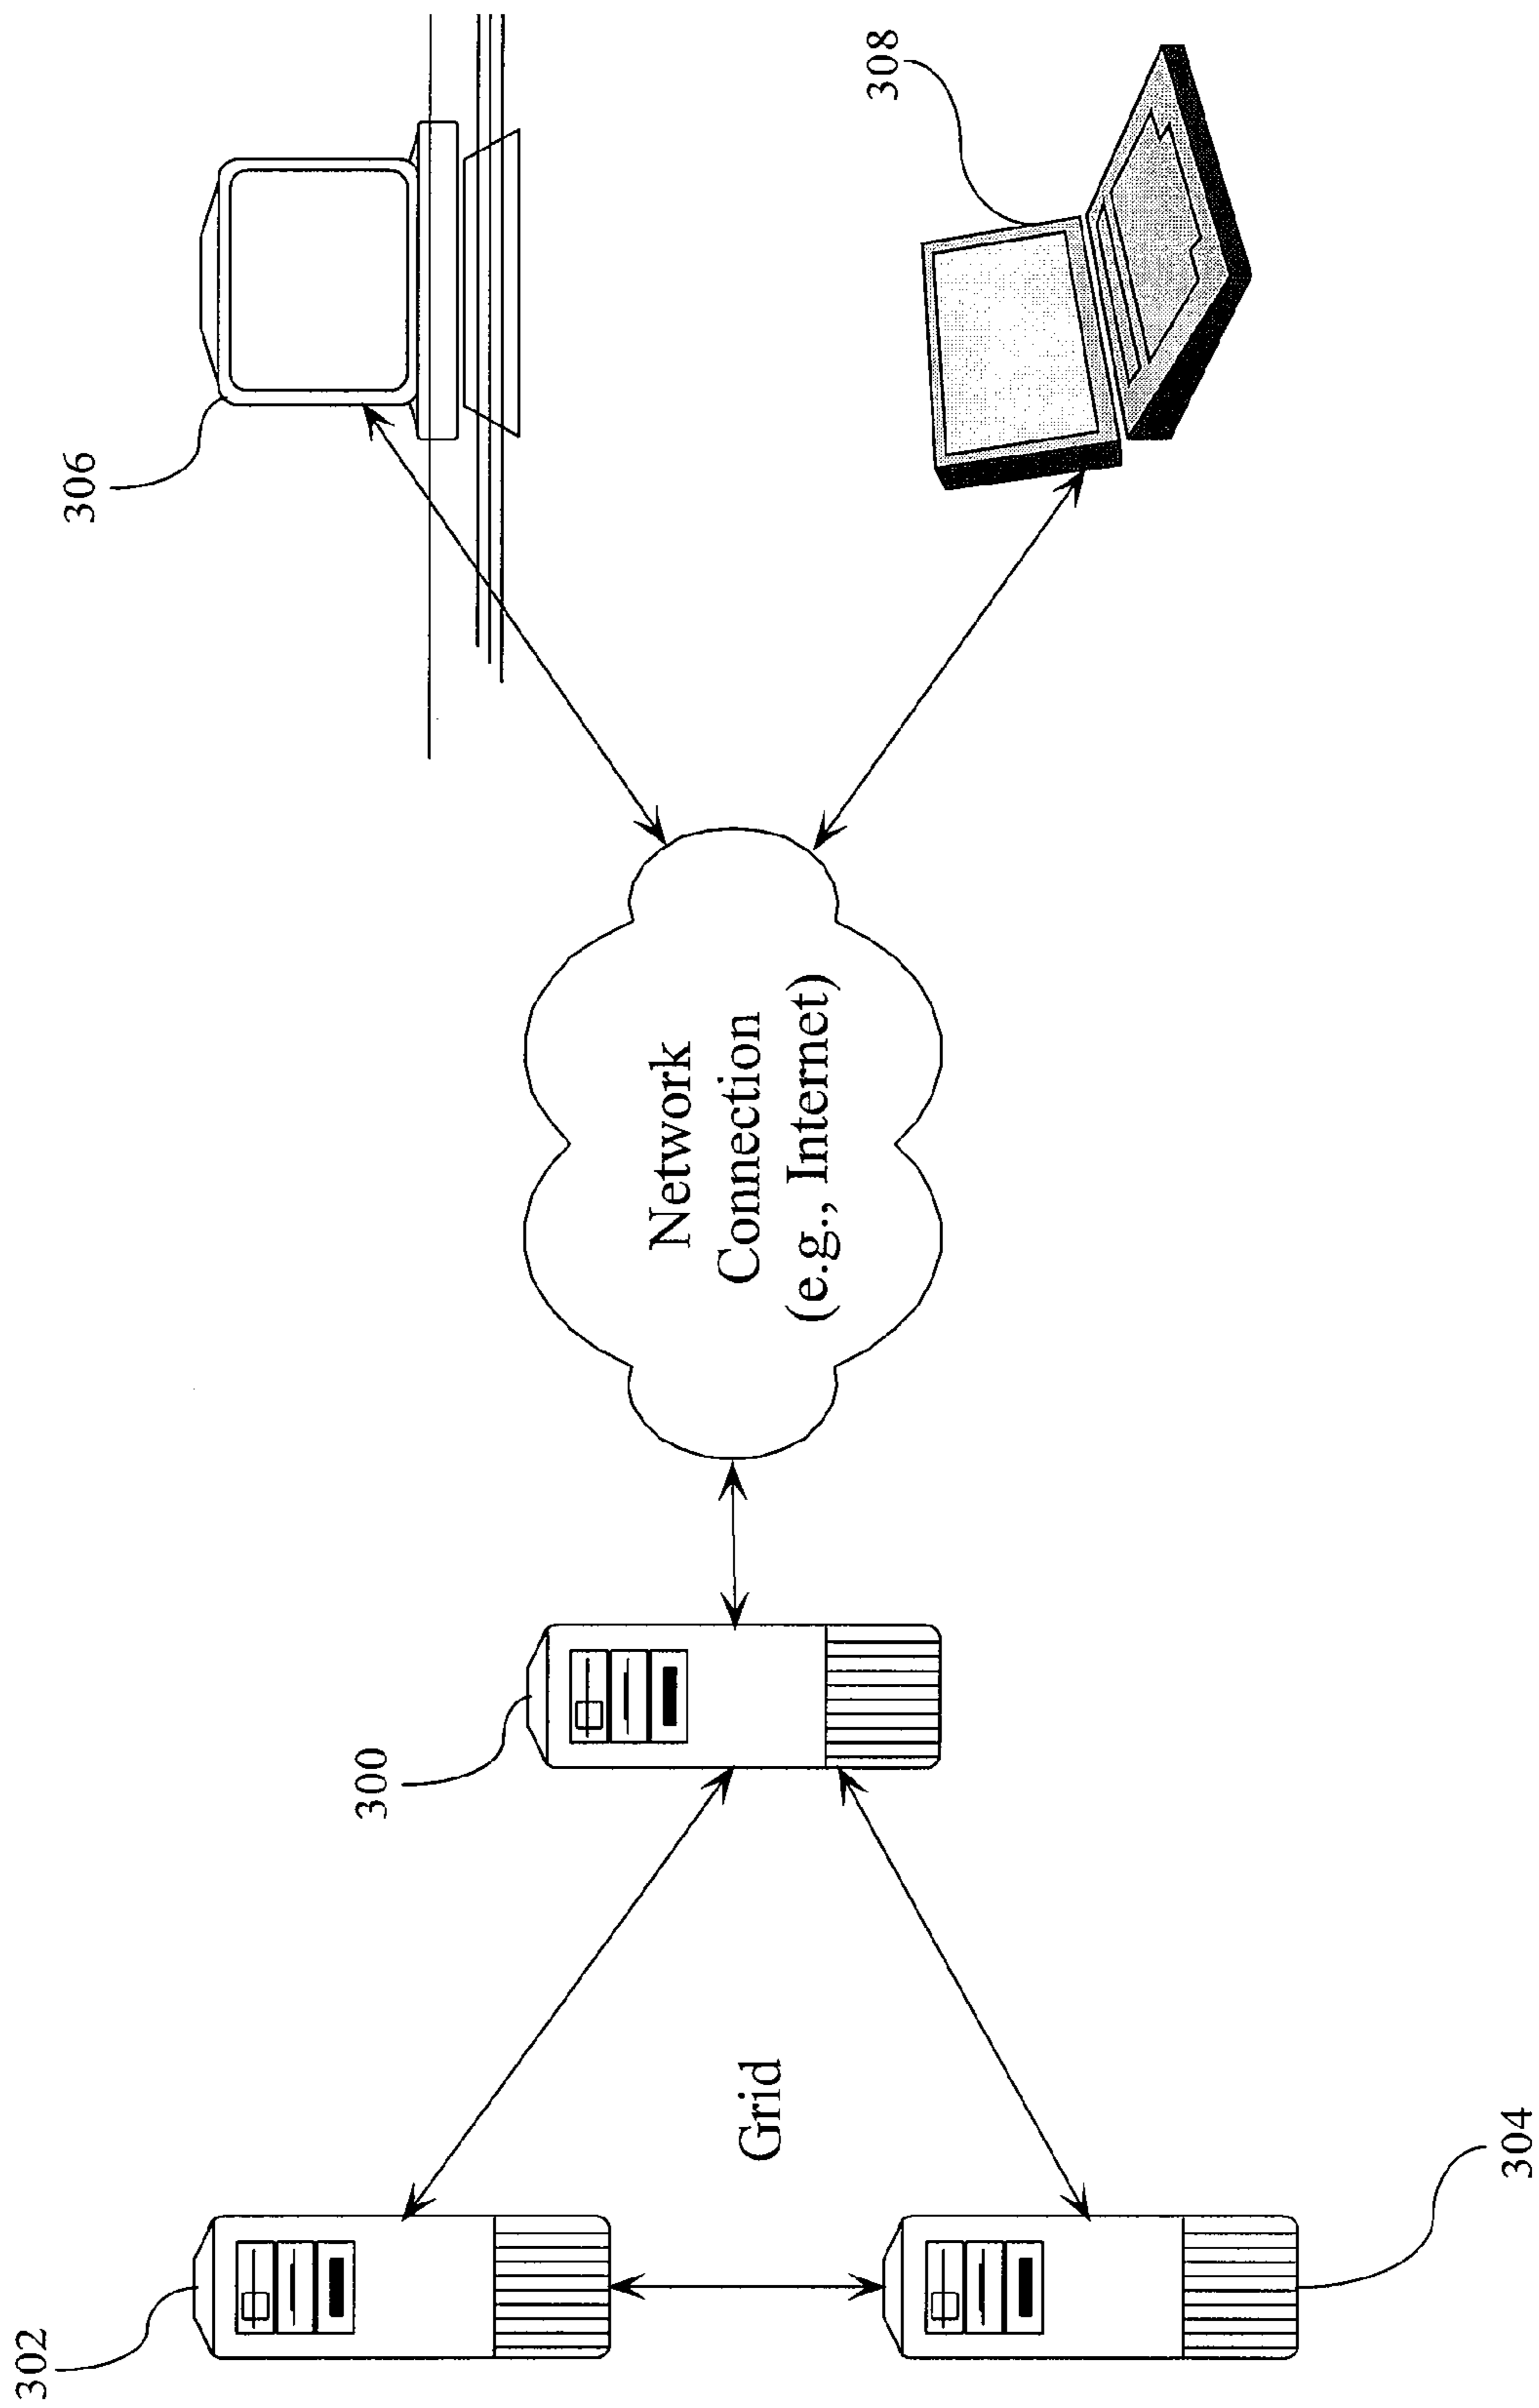 302
300
306
308
Network
Connection
(e.g., Internet)
Grid
304